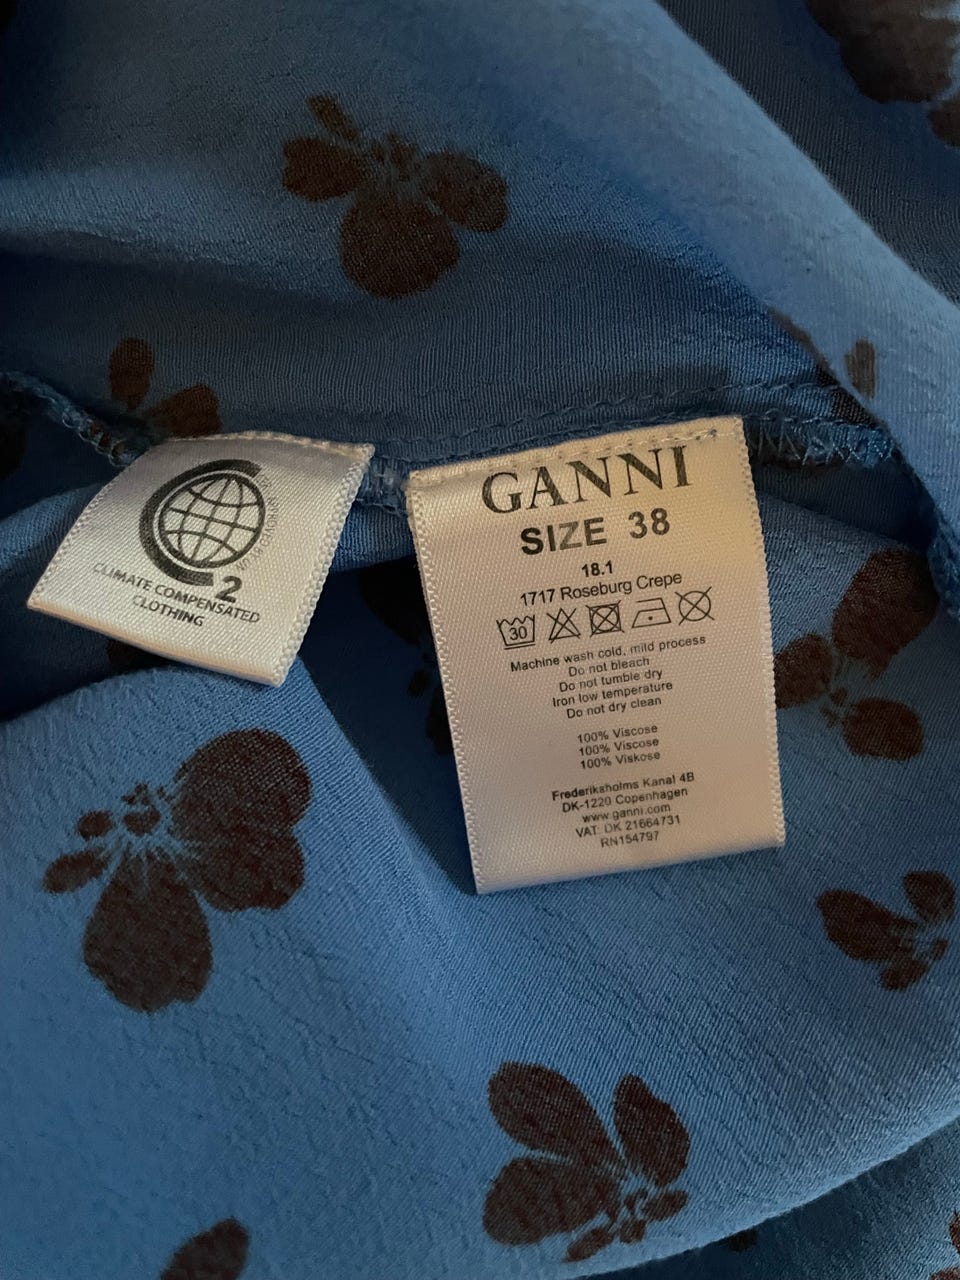 2
CLIMATE COMPENSATED
CLOTHING
GANNI
SIZE 38
18.1
1717 Roseburg Crepe
30
Machine wash cold, mild process
Do not bleach
Do not tumble dry
Iron low temperature
Do not dry clean
100% Viscose
100% Viscose
100% Viskose
Frederiksholms Kanal 4B
DK-1220 Copenhagen
www.ganni.com
VAT: DK 21664731
RN154797